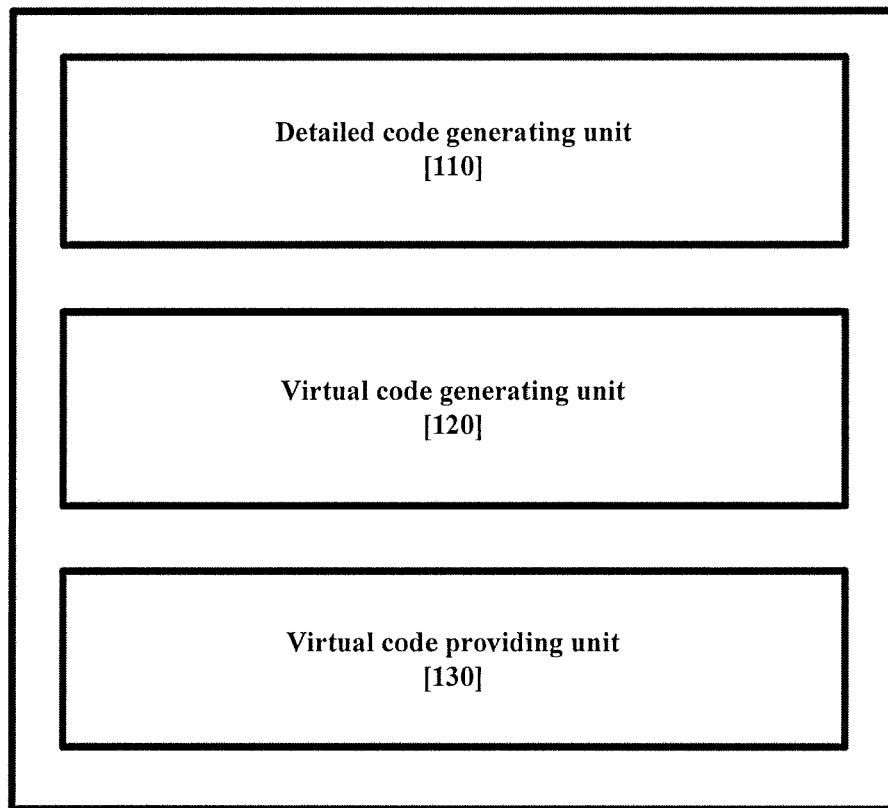 Detailed code generating unit
[110]
Virtual code generating unit
[120]
Virtual code providing unit
[130]